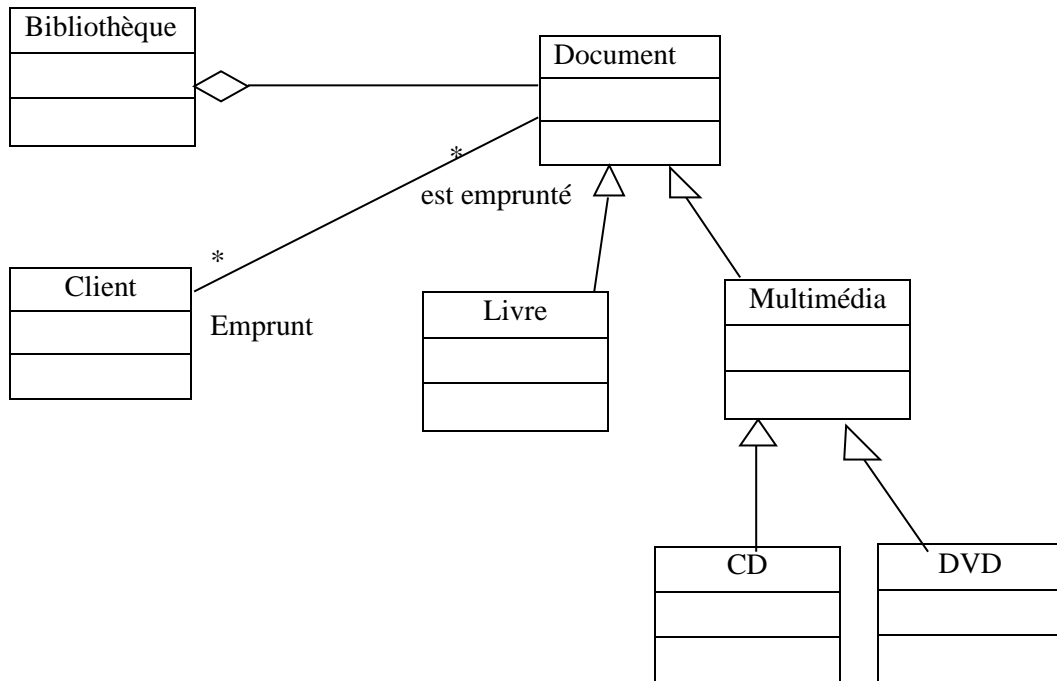 Bibliothèque
Document
*
est emprunté
*
Client
Emprunt
Livre
Multimédia
CD
DVD